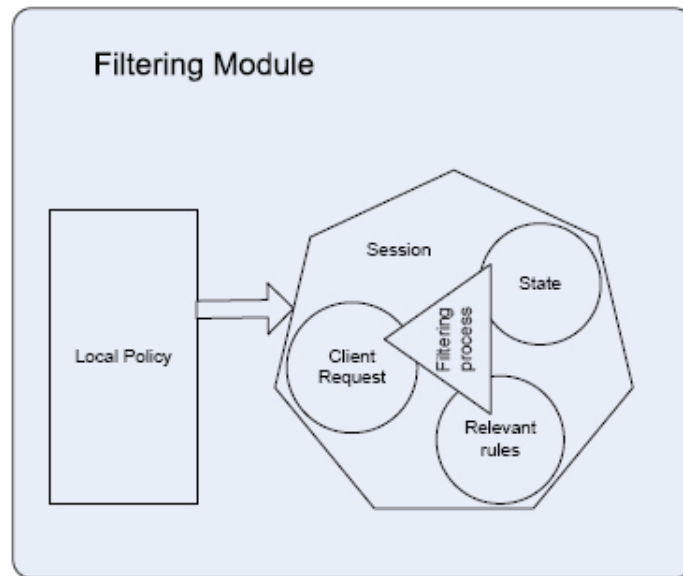 Filtering Module
Session
State
Local Policy
Client
Request
Filtering
process
Relevant
rules